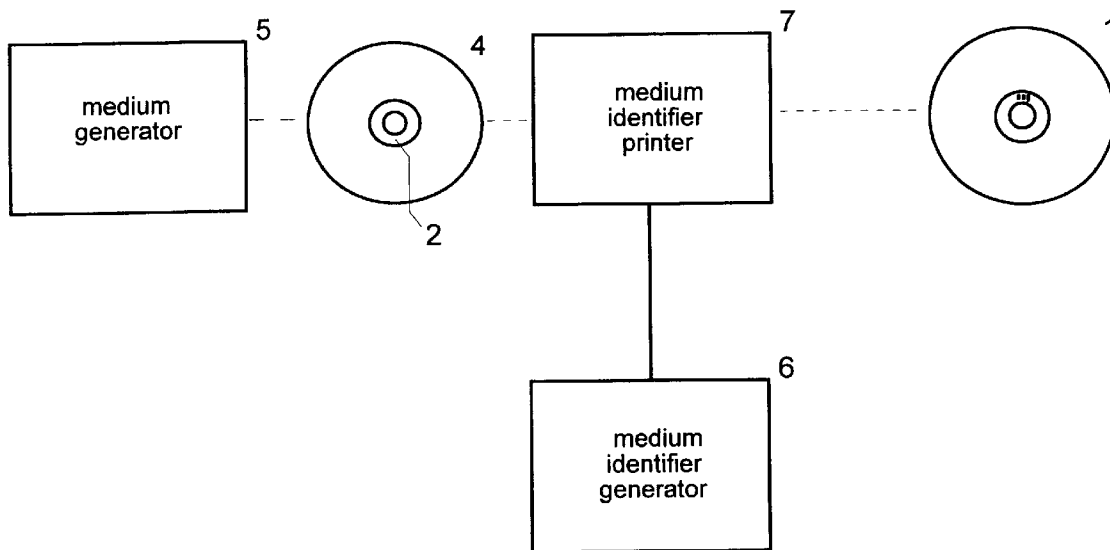 5
4
7
1
medium
generator
medium
identifier
printer
2
6
medium
identifier
generator